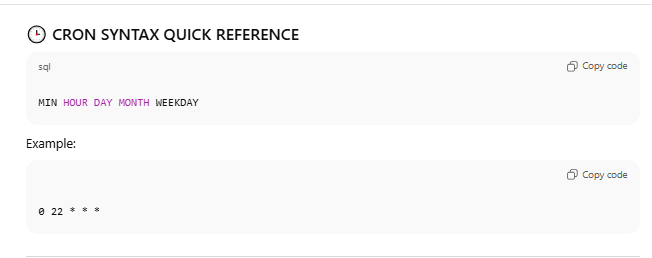 🕒 CRON SYNTAX QUICK REFERENCE
sql
Copy code
MIN HOUR DAY MONTH WEEKDAY
Example:
Copy code
0 22 * * *